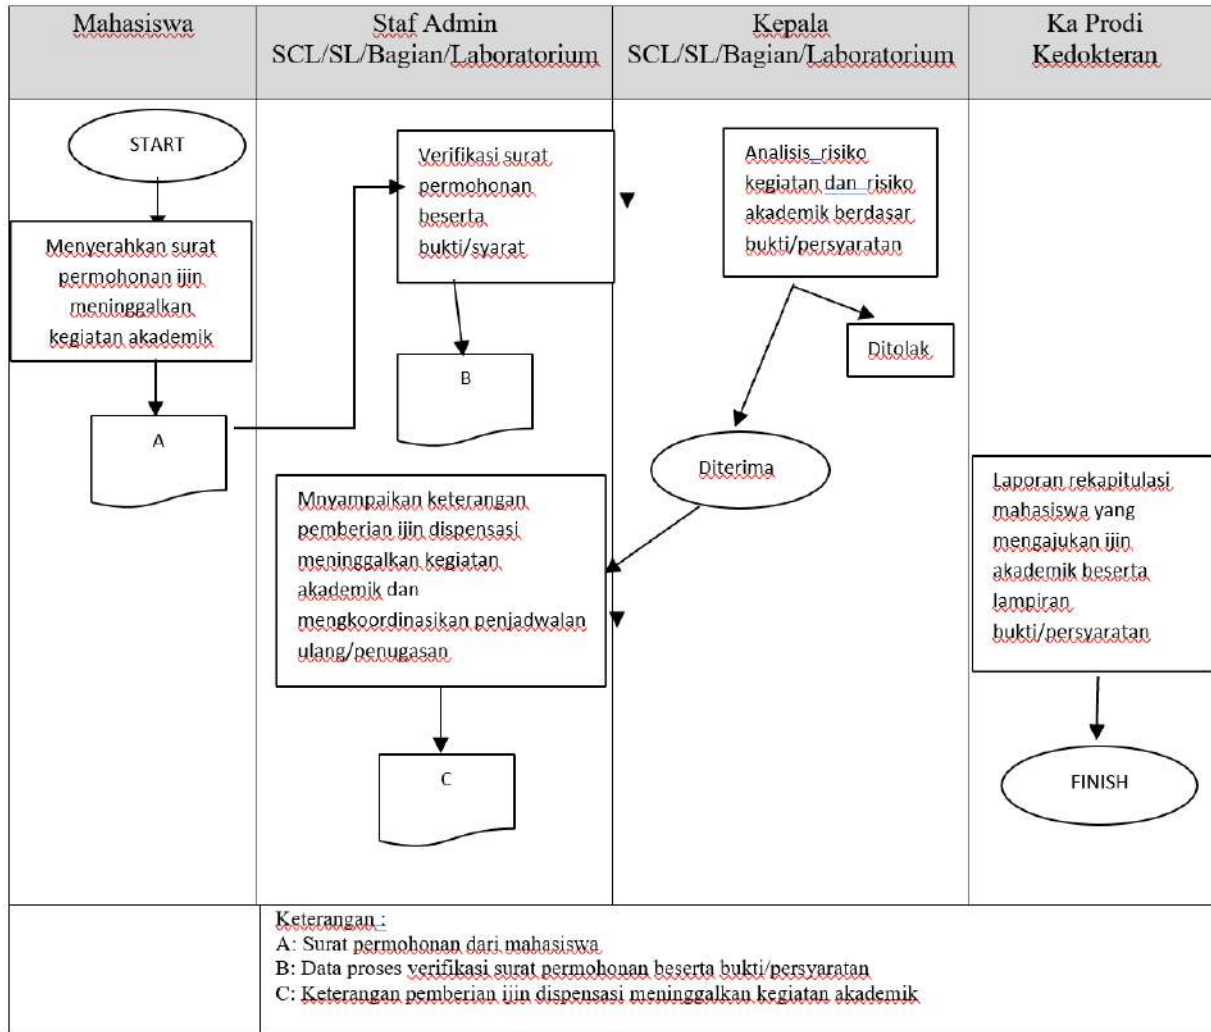 Mahasiswa
Staf Admin
SCL/SL/Bagian/Laboratorium
Kepala
SCL/SL/Bagian/Laboratorium
Ka Prodi
Kedokteran
START
Menyerahkan surat
permohonan ijin
meninggalkan
kegiatan akademik
A
Verifikasi surat
permohonan
beserta
bukti/syarat
B
Mnyampaikan keterangan
pemberian ijin dispensasi
meninggalkan kegiatan
akademik dan
mengkoordinasikan penjadwalan
ulang/penugasan
C
Analisis risiko
kegiatan dan risiko
akademik berdasar
bukti/persyaratan
Ditolak
Diterima
Laporan rekapitulasi
mahasiswa yang
mengajukan ijin
akademik beserta
lampiran
bukti/persyaratan
FINISH
Keterangan :
A: Surat permohonan dari mahasiswa
B: Data proses verifikasi surat permohonan beserta bukti/persyaratan
C: Keterangan pemberian ijin dispensasi meninggalkan kegiatan akademik